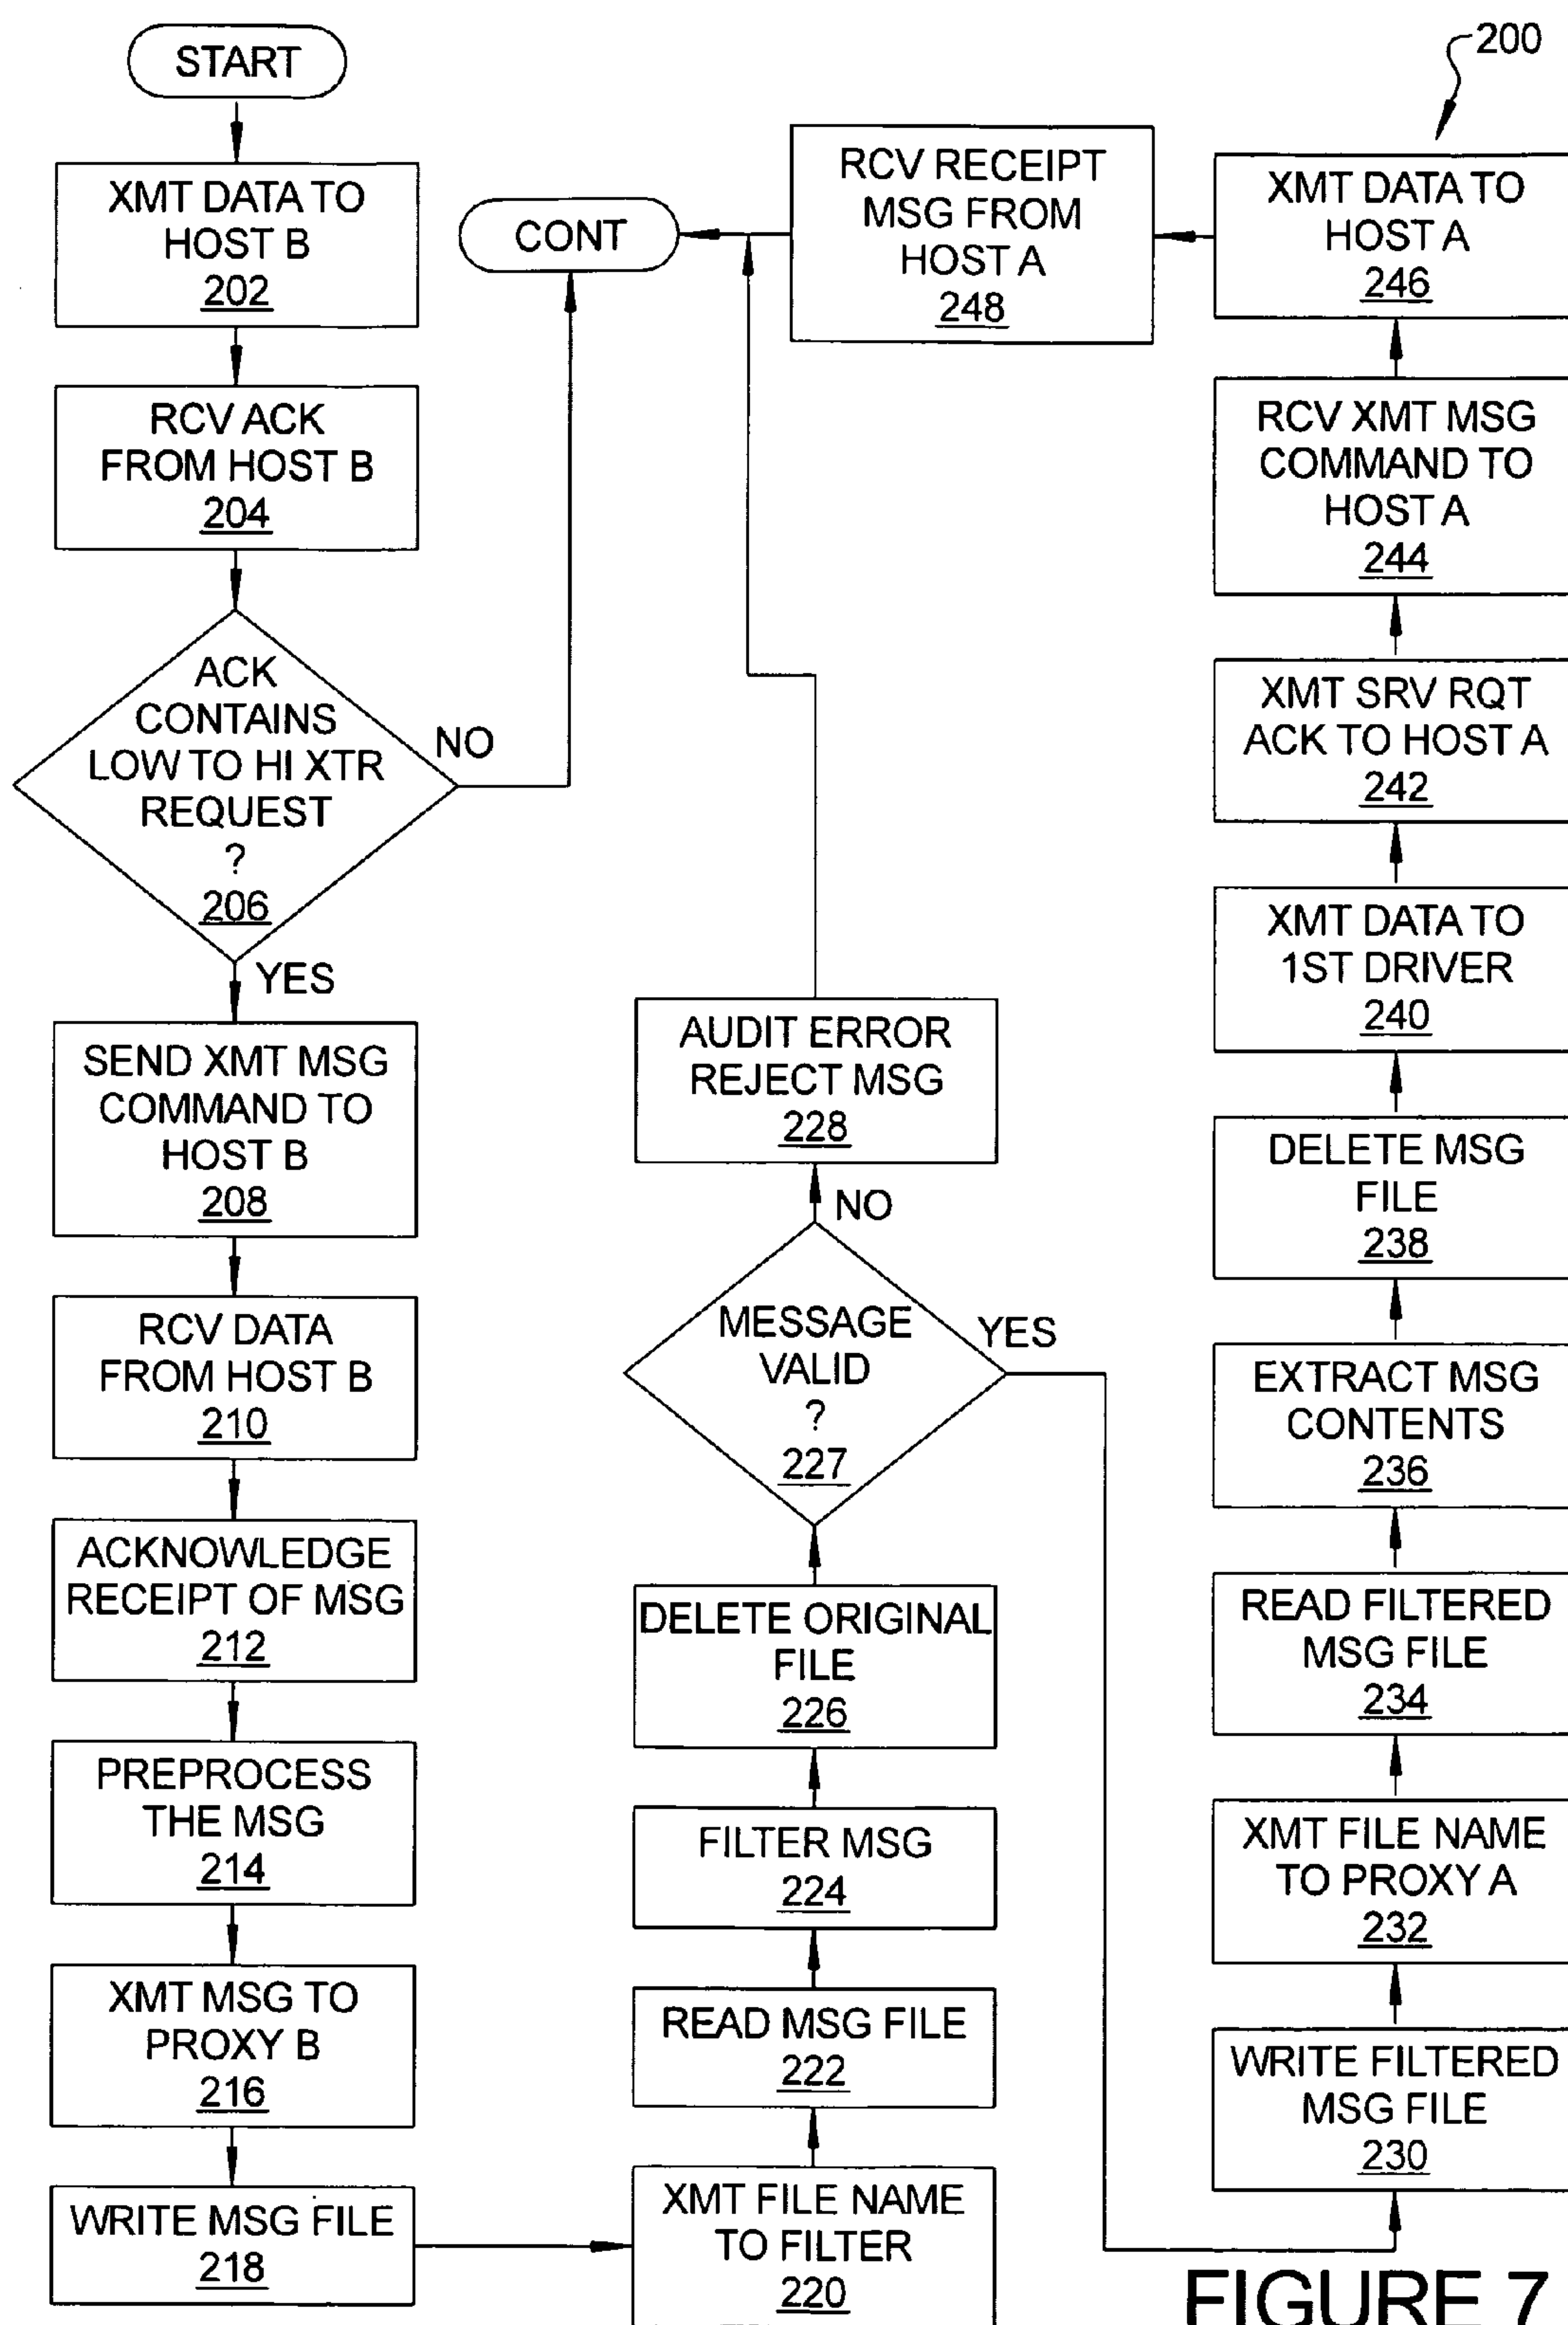 START
XMT DATA TO
HOST B
202
RCV ACK
FROM HOST B
204
ACK
CONTAINS
LOW TO HI XTR
REQUEST
?
206
NO
YES
SEND XMT MSG
COMMAND TO
HOST B
208
RCV DATA
FROM HOST B
210
ACKNOWLEDGE
RECEIPT OF MSG
212
PREPROCESS
THE MSG
214
XMT MSG TO
PROXY B
216
WRITE MSG FILE
218
CONT
XMT FILE NAME
TO FILTER
220
READ MSG FILE
222
FILTER MSG
224
DELETE ORIGINAL
FILE
226
MESSAGE
VALID
?
227
NO
YES
AUDIT ERROR
REJECT MSG
228
WRITE FILTERED
MSG FILE
230
XMT FILE NAME
TO PROXY A
232
READ FILTERED
MSG FILE
234
EXTRACT MSG
CONTENTS
236
DELETE MSG
FILE
238
XMT DATA TO
1ST DRIVER
240
XMT SRV RQT
ACK TO HOST A
242
RCV XMT MSG
COMMAND TO
HOST A
244
XMT DATA TO
HOST A
246
RCV RECEIPT
MSG FROM
HOST A
248
200
FIGURE 7